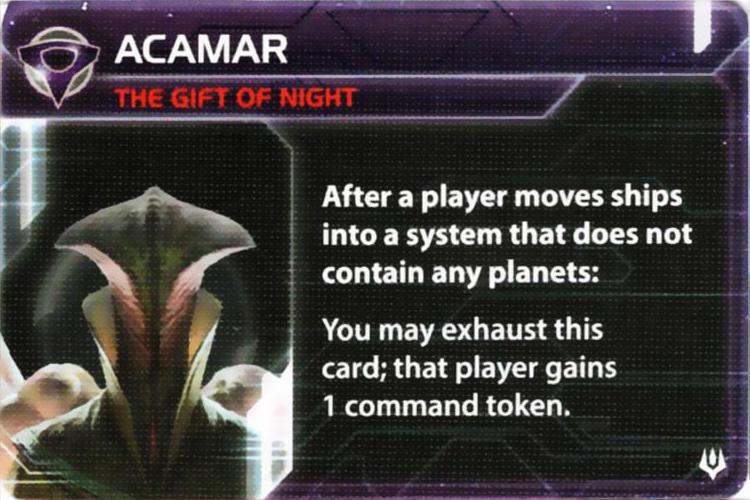 ACAMAR
THE GIFT OF NIGHT
After a player moves ships
into a system that does not
contain any planets:
You may exhaust this
card; that player gains
1 command token.